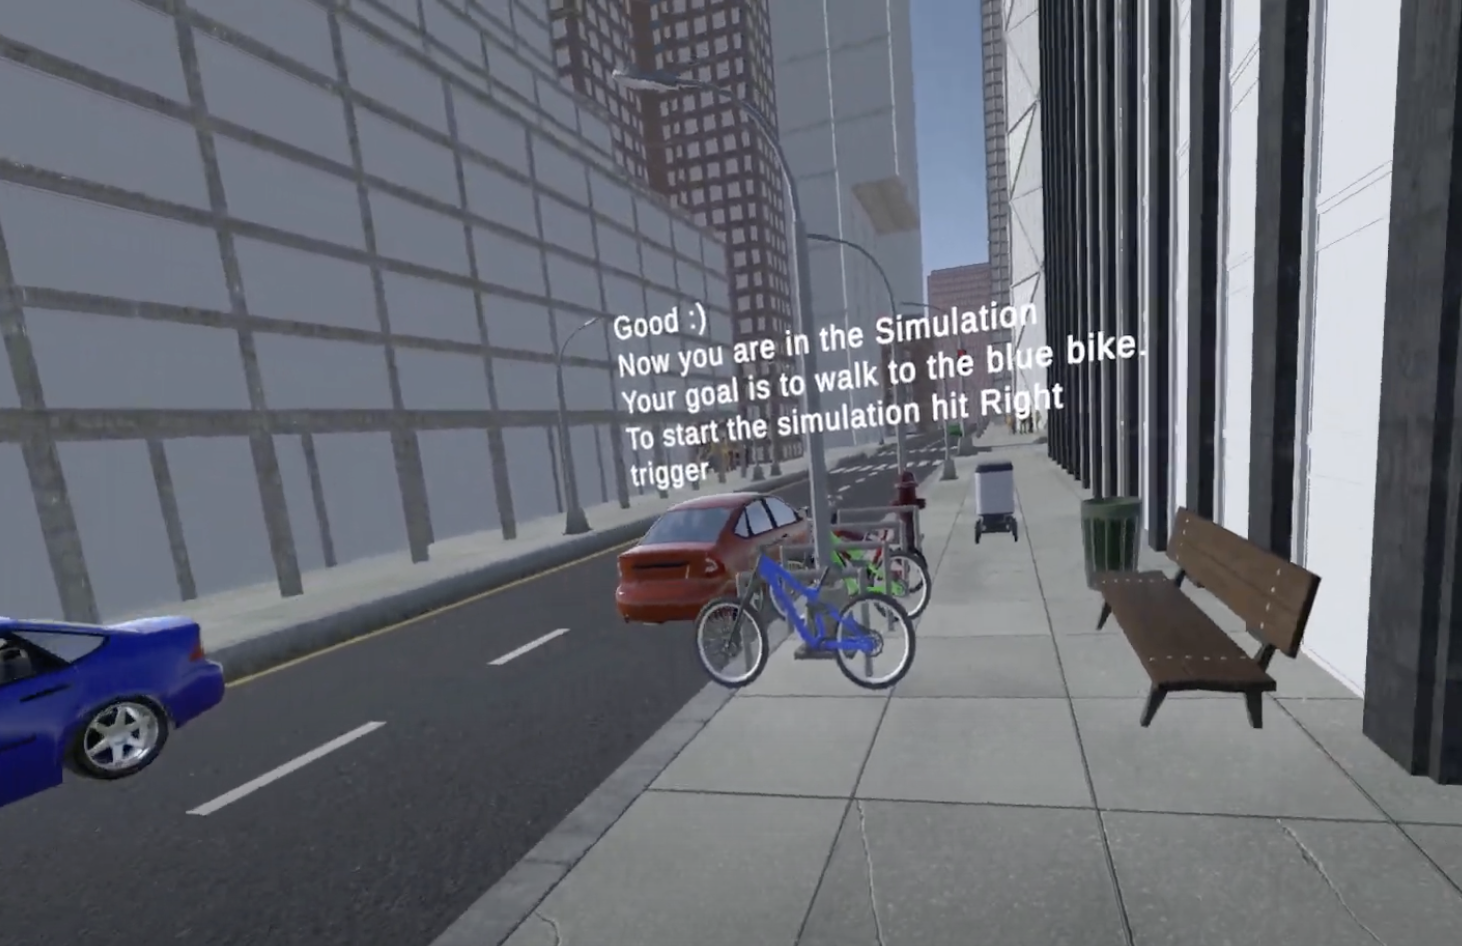 Good :)
Now you are in the Simulation
Your goal is to walk to the blue bike.
To start the simulation hit Right
trigger